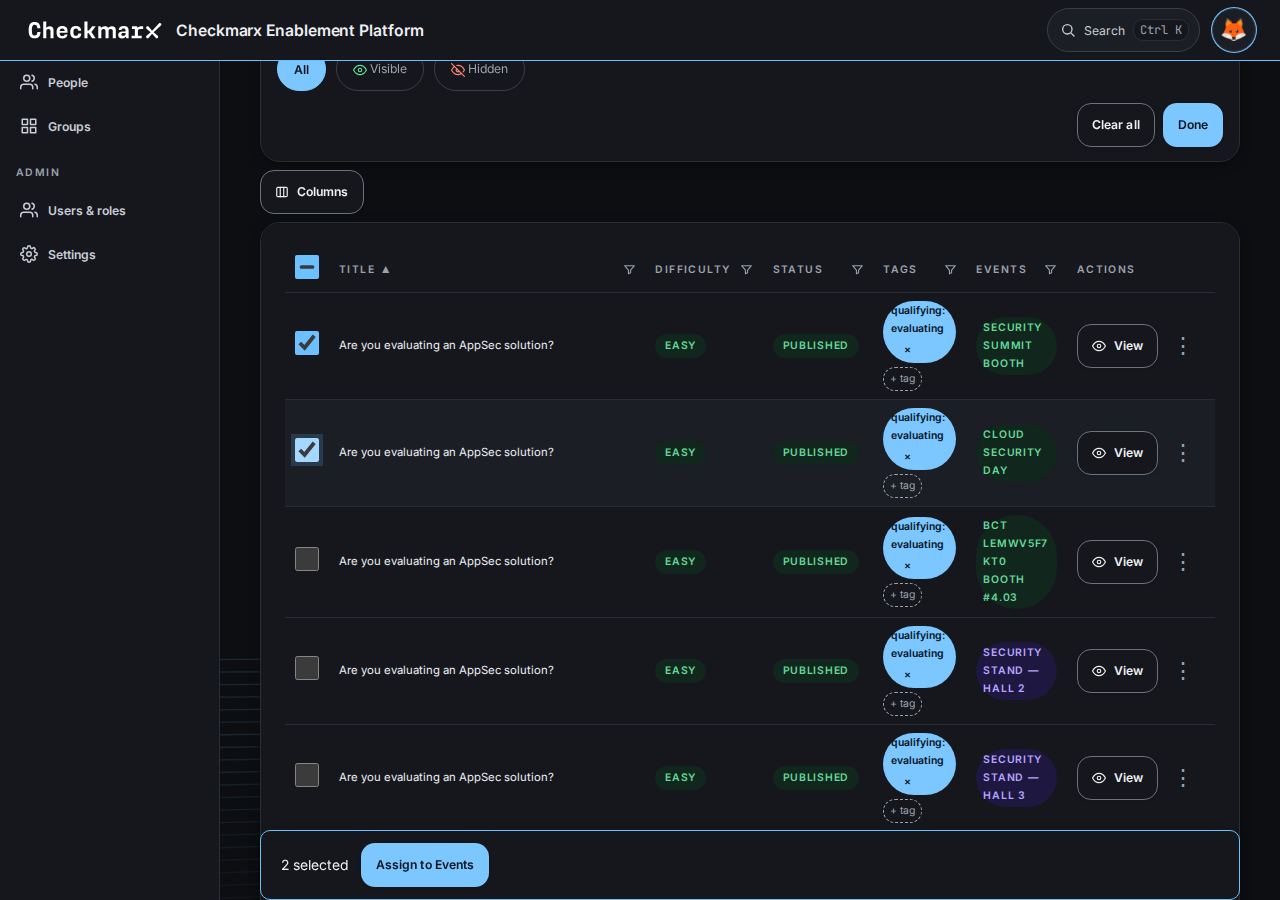 Checkmarx Checkmarx Enablement Platform Search Ctrl K
People
Groups
ADMIN
Users & roles
Settings
All Visible Hidden
Clear all Done
Columns
TITLE ▲ DIFFICULTY STATUS TAGS EVENTS ACTIONS
Are you evaluating an AppSec solution? EASY PUBLISHED
qualifying:
evaluating
×
+ tag
SECURITY
SUMMIT
BOOTH
View
Are you evaluating an AppSec solution? EASY PUBLISHED
qualifying:
evaluating
×
+ tag
CLOUD
SECURITY
DAY
View
Are you evaluating an AppSec solution? EASY PUBLISHED
qualifying:
evaluating
×
+ tag
BCT
LEMWV5F7
KT0
BOOTH
#4.03
View
Are you evaluating an AppSec solution? EASY PUBLISHED
qualifying:
evaluating
×
+ tag
SECURITY
STAND —
HALL 2
View
Are you evaluating an AppSec solution? EASY PUBLISHED
qualifying:
evaluating
×
+ tag
SECURITY
STAND —
HALL 3
View
2 selected Assign to Events